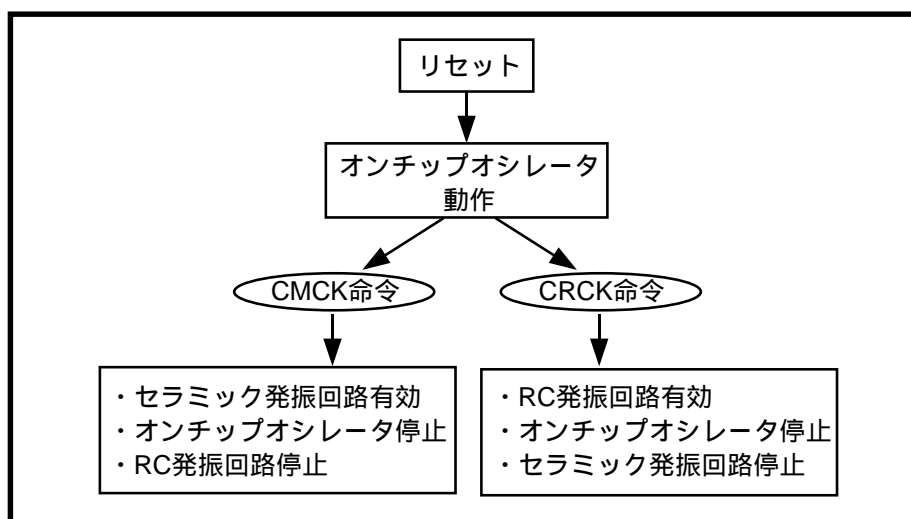 リセット
オンチップオシレータ
動作
CMCK命令
CRCK命令
・セラミック発振回路有効
・オンチップオシレータ停止
・RC発振回路停止
・RC発振回路有効
・オンチップオシレータ停止
・セラミック発振回路停止